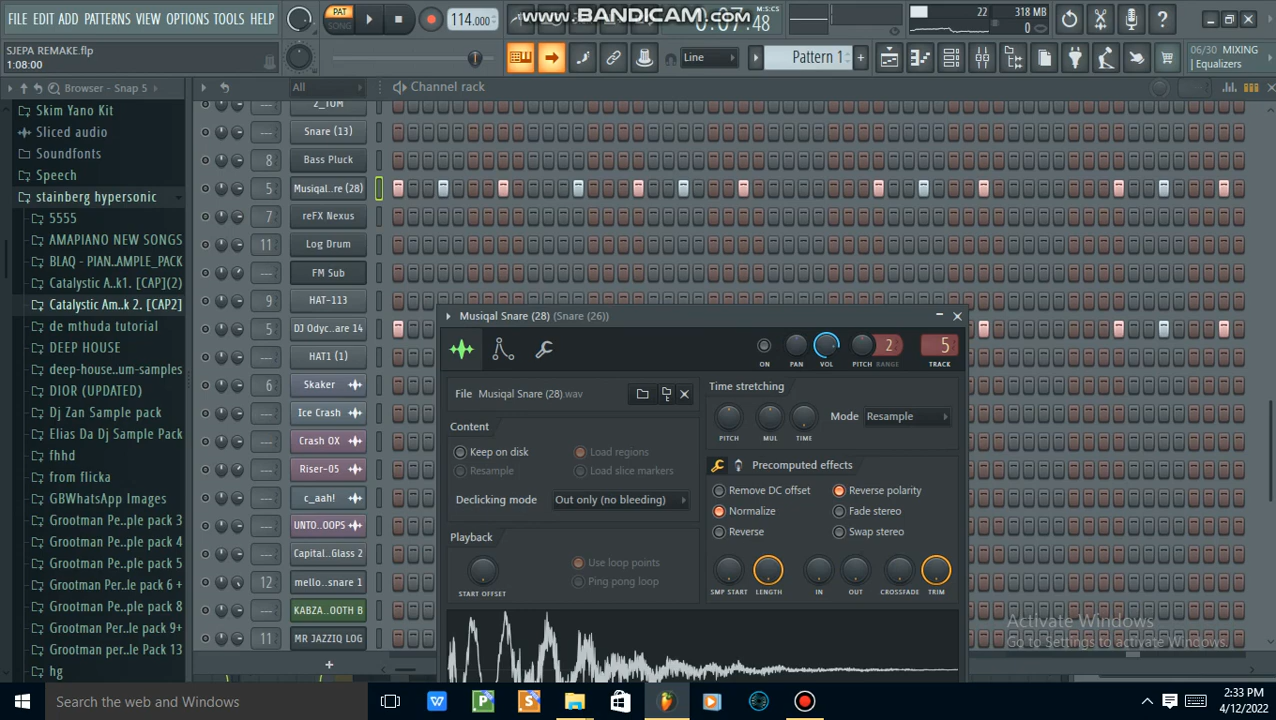 FILE EDIT ADD PATTERNS VIEW OPTIONS TOOLS HELP
PAT
SONG
114.000
www.BANDICAM.com
0:07:48
M:S:CS
22
318 MB
0
SJEPA REMAKE.flp
1:08:00
Line
Pattern 1
06/30 MIXING
Equalizers
Browser - Snap 5
All
Channel rack
Skim Yano Kit
Sliced audio
Soundfonts
Speech
stainberg hypersonic
5555
AMAPIANO NEW SONGS
BLAQ - PIAN..AMPLE_PACK
Catalystic A..k1. [CAP](2)
Catalystic Am..k 2. [CAP2]
de mthuda tutorial
DEEP HOUSE
deep-house..um-samples
DIOR (UPDATED)
Dj Zan Sample pack
Elias Da Dj Sample Pack
fhhd
from flicka
GBWhatsApp Images
Grootman Pe..ple pack 3
Grootman Pe..ple pack 4
Grootman Per..le pack 5
Grootman Per..le pack 6 +
Grootman Pe..ple pack 8
Grootman Per..le pack 9+
Grootman per..le Pack 13
hg
Z_TOM
--- Snare (13)
8 Bass Pluck
5 Musiqal..re (28)
7 reFX Nexus
11 Log Drum
--- FM Sub
9 HAT-113
5 DJ Odyc..are 14
--- HAT1 (1)
6 Skaker
--- Ice Crash
--- Crash OX
--- Riser-05
--- c_aah!
--- UNTO..OOPS
--- Capital..Glass 2
12 mello..snare 1
--- KABZA..OOTH B
11 MR JAZZIQ LOG
+
Musiqal Snare (28) (Snare (26))
ON
PAN
VOL
PITCH
2
RANGE
5
TRACK
File Musiqal Snare (28).wav
Content
Keep on disk
Load regions
Resample
Load slice markers
Declicking mode
Out only (no bleeding)
Playback
START OFFSET
Use loop points
Ping pong loop
Time stretching
PITCH
MUL
TIME
Mode
Resample
Precomputed effects
Remove DC offset
Reverse polarity
Normalize
Fade stereo
Reverse
Swap stereo
SMP START
LENGTH
IN
OUT
CROSSFADE
TRIM
Activate Windows
Go to Settings to activate Windows.
Search the web and Windows
2:33 PM
4/12/2022